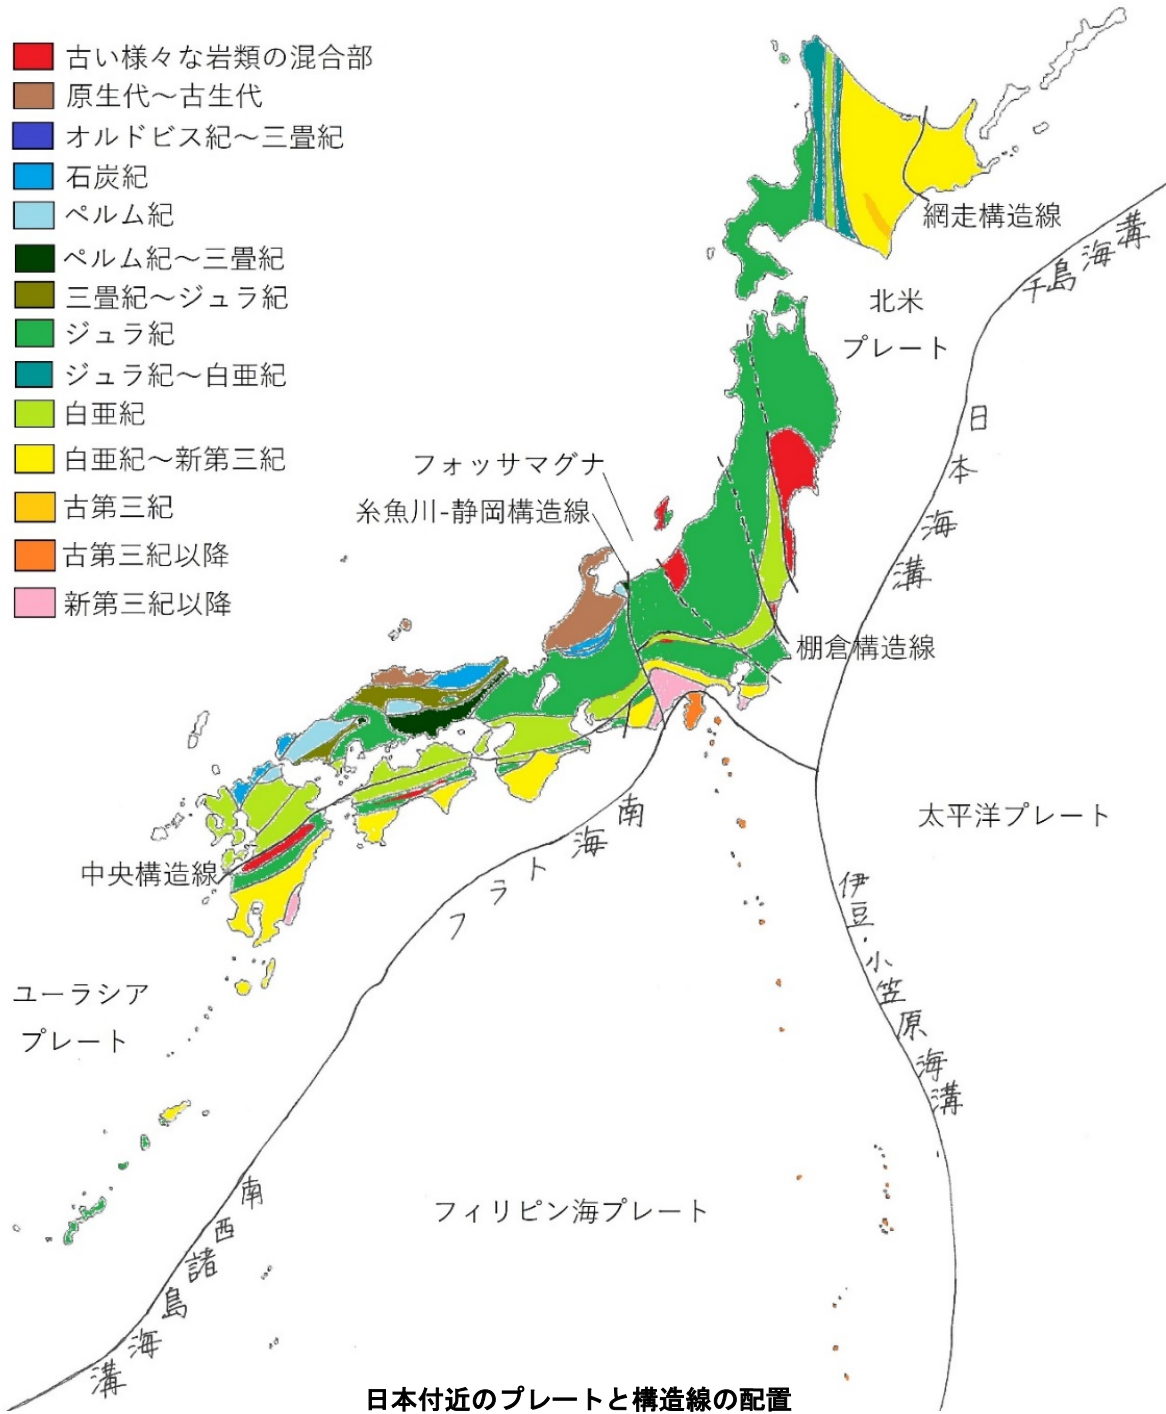 古い様々な岩類の混合部
原生代～古生代
オルドビス紀～三畳紀
石炭紀
ペルム紀
ペルム紀～三畳紀
三畳紀～ジュラ紀
ジュラ紀
ジュラ紀～白亜紀
白亜紀
白亜紀～新第三紀
古第三紀
古第三紀以降
新第三紀以降
網走構造線
千島海溝
北米
プレート
日本海溝
フォッサマグナ
糸魚川-静岡構造線
棚倉構造線
太平洋プレート
南海トラフ
中央構造線
伊豆・小笠原海溝
ユーラシア
プレート
フィリピン海プレート
南西諸島海溝
日本付近のプレートと構造線の配置